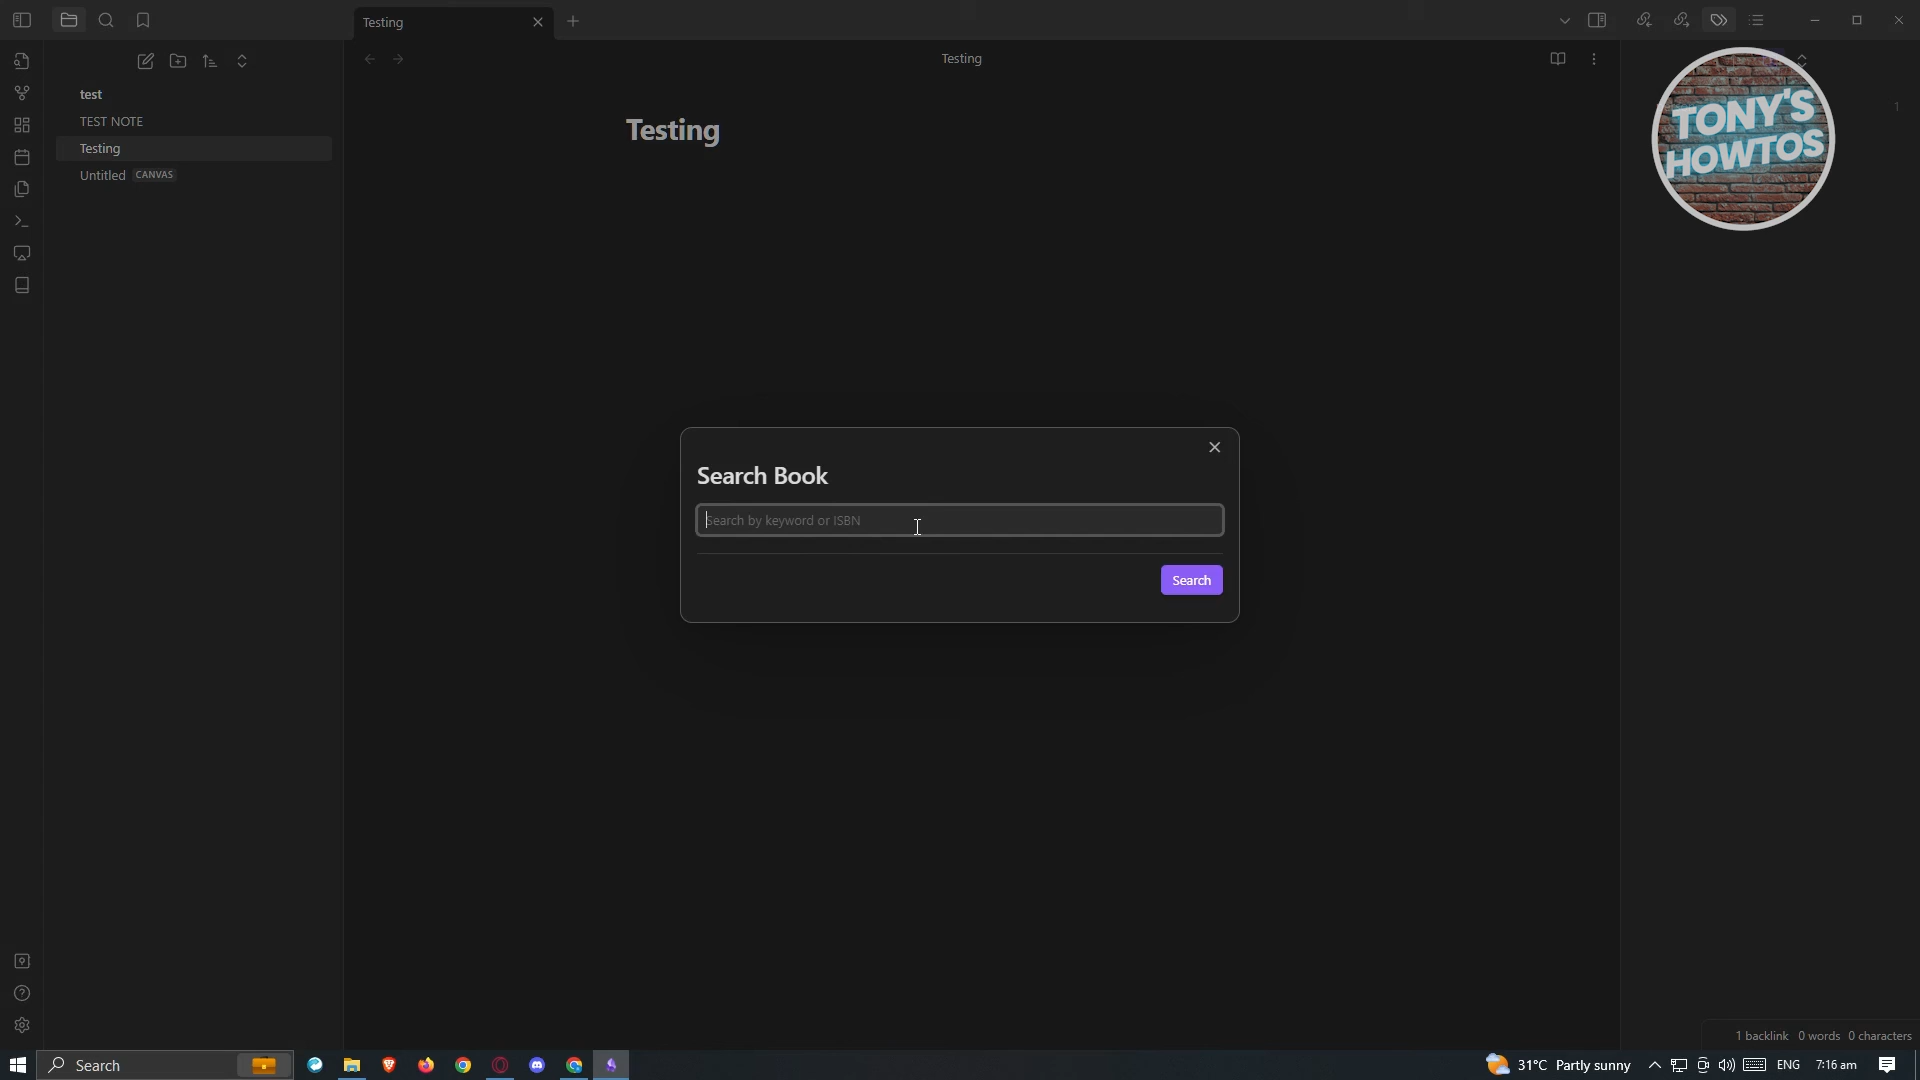 Testing
Testing
test
TEST NOTE
Testing
Untitled CANVAS
Testing
TONY'S
HOWTOS
1
Search Book
Search by keyword or ISBN
Search
1 backlink 0 words 0 characters
Search
31°C Partly sunny
ENG
7:16 am